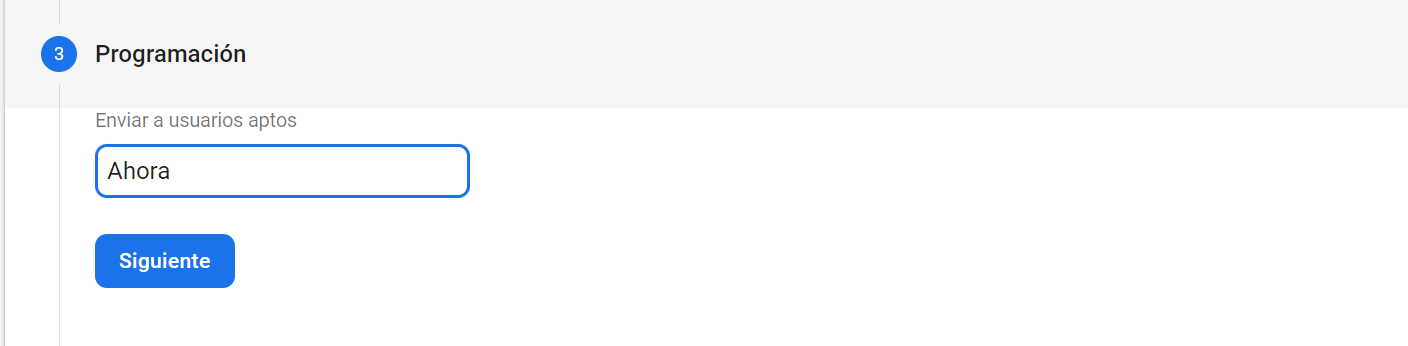 3 Programación
Enviar a usuarios aptos
Ahora
Siguiente